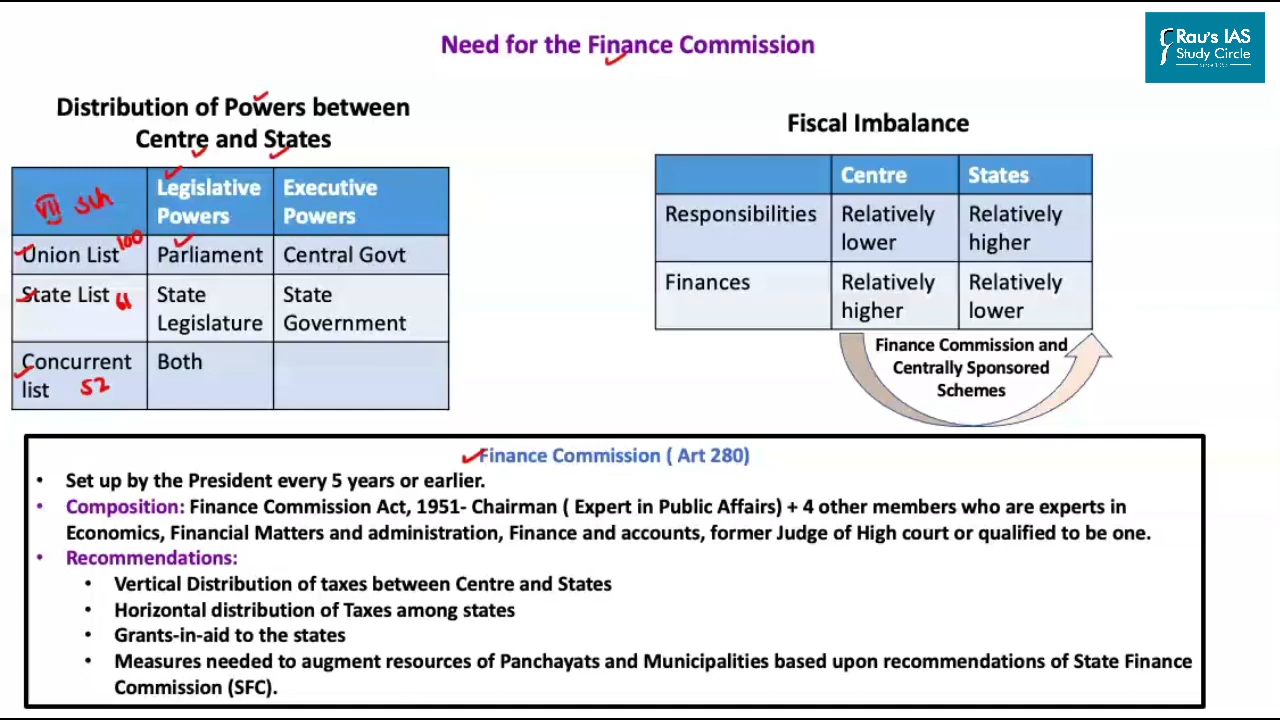 Need for the Finance Commission
Rau's IAS
Study Circle
Distribution of Powers between
Centre and States
VII Sch
Legislative
Powers
Executive
Powers
Union List 100
Parliament
Central Govt
State List 61
State
Legislature
State
Government
Concurrent
list 52
Both
Fiscal Imbalance
Centre
States
Responsibilities
Relatively
lower
Relatively
higher
Finances
Relatively
higher
Relatively
lower
Finance Commission and
Centrally Sponsored
Schemes
Finance Commission ( Art 280)
• Set up by the President every 5 years or earlier.
• Composition: Finance Commission Act, 1951- Chairman ( Expert in Public Affairs) + 4 other members who are experts in
Economics, Financial Matters and administration, Finance and accounts, former Judge of High court or qualified to be one.
• Recommendations:
• Vertical Distribution of taxes between Centre and States
• Horizontal distribution of Taxes among states
• Grants-in-aid to the states
• Measures needed to augment resources of Panchayats and Municipalities based upon recommendations of State Finance
Commission (SFC).